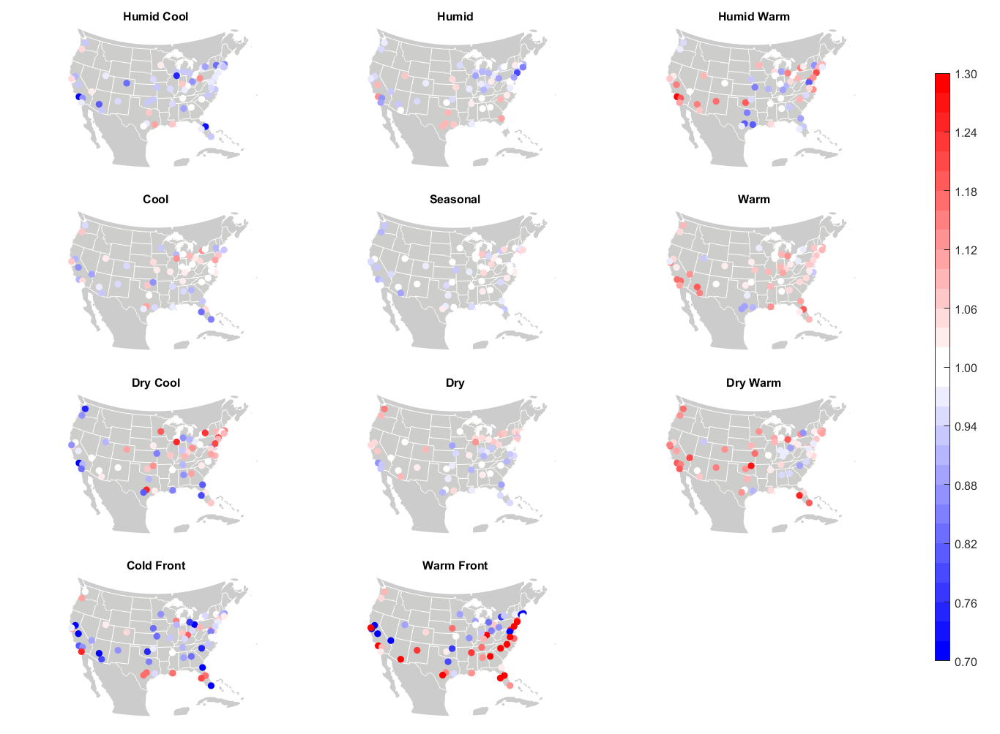 Humid Cool
Humid
Humid Warm
1.30
1.24
1.18
Cool
Seasonal
Warm
1.12
1.06
1.00
Dry Cool
Dry
Dry Warm
0.94
0.88
0.82
Cold Front
Warm Front
0.76
0.70